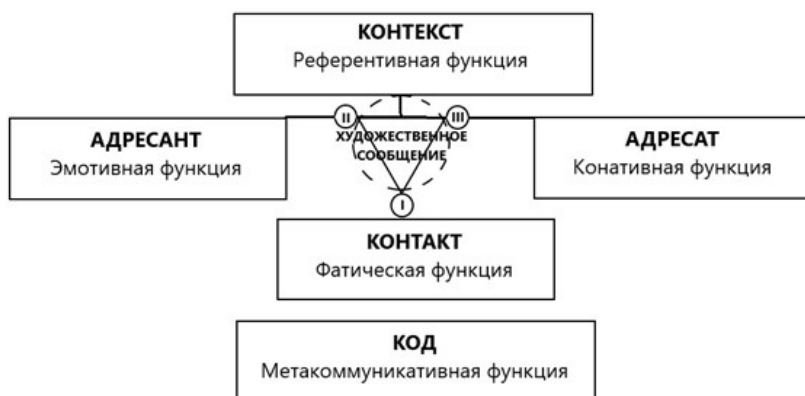 КОНТЕКСТ
Референтивная функция
II
III
АДРЕСАНТ
Эмотивная функция
ХУДОЖЕСТВЕННОЕ
СООБЩЕНИЕ
АДРЕСАТ
Конативная функция
I
КОНТАКТ
Фатическая функция
КОД
Метакоммуникативная функция